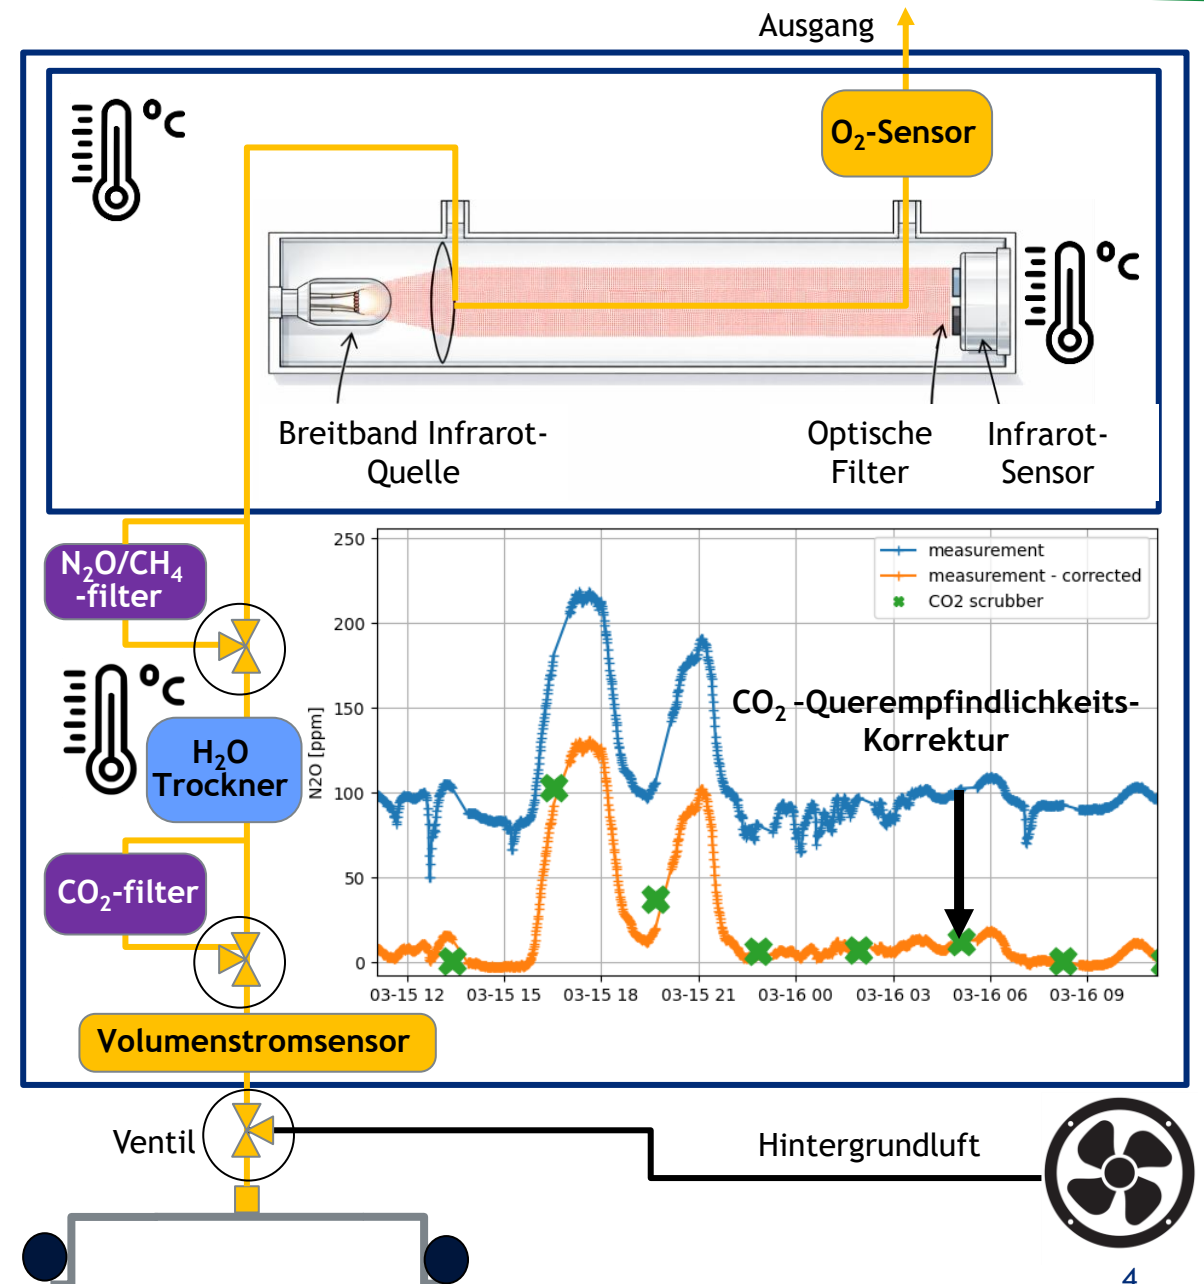 Ausgang
°C
O₂-Sensor
°C
Breitband Infrarot-
Quelle
Optische
Filter
Infrarot-
Sensor
N₂O/CH₄
-filter
°C
H₂O
Trockner
CO₂-filter
Volumenstromsensor
Ventil
Hintergrundluft
N2O [ppm]
250
200
150
100
50
0
measurement
measurement - corrected
CO2 scrubber
CO₂-Querempfindlichkeits-
Korrektur
03-15 12 03-15 15 03-15 18 03-15 21 03-16 00 03-16 03 03-16 06 03-16 09
4